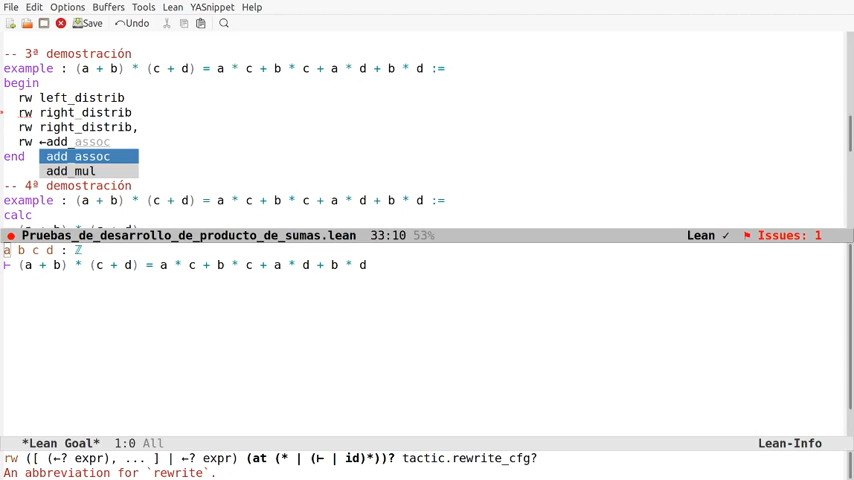 File Edit Options Buffers Tools Lean YASnippet Help
Save Undo
-- 3ª demostración
example : (a + b) * (c + d) = a * c + b * c + a * d + b * d :=
begin
  rw left_distrib
  rw right_distrib
  rw right_distrib,
  rw ←add_assoc
end
add_assoc
add_mul
-- 4ª demostración
example : (a + b) * (c + d) = a * c + b * c + a * d + b * d :=
calc
Pruebas_de_desarrollo_de_producto_de_sumas.lean 33:10 53% Lean ✓ Issues: 1
a b c d : ℤ
⊢ (a + b) * (c + d) = a * c + b * c + a * d + b * d
*Lean Goal* 1:0 All Lean-Info
rw ([ (←? expr), ... ] | ←? expr) (at (* | (⊢ | id)*))? tactic.rewrite_cfg?
An abbreviation for `rewrite`.